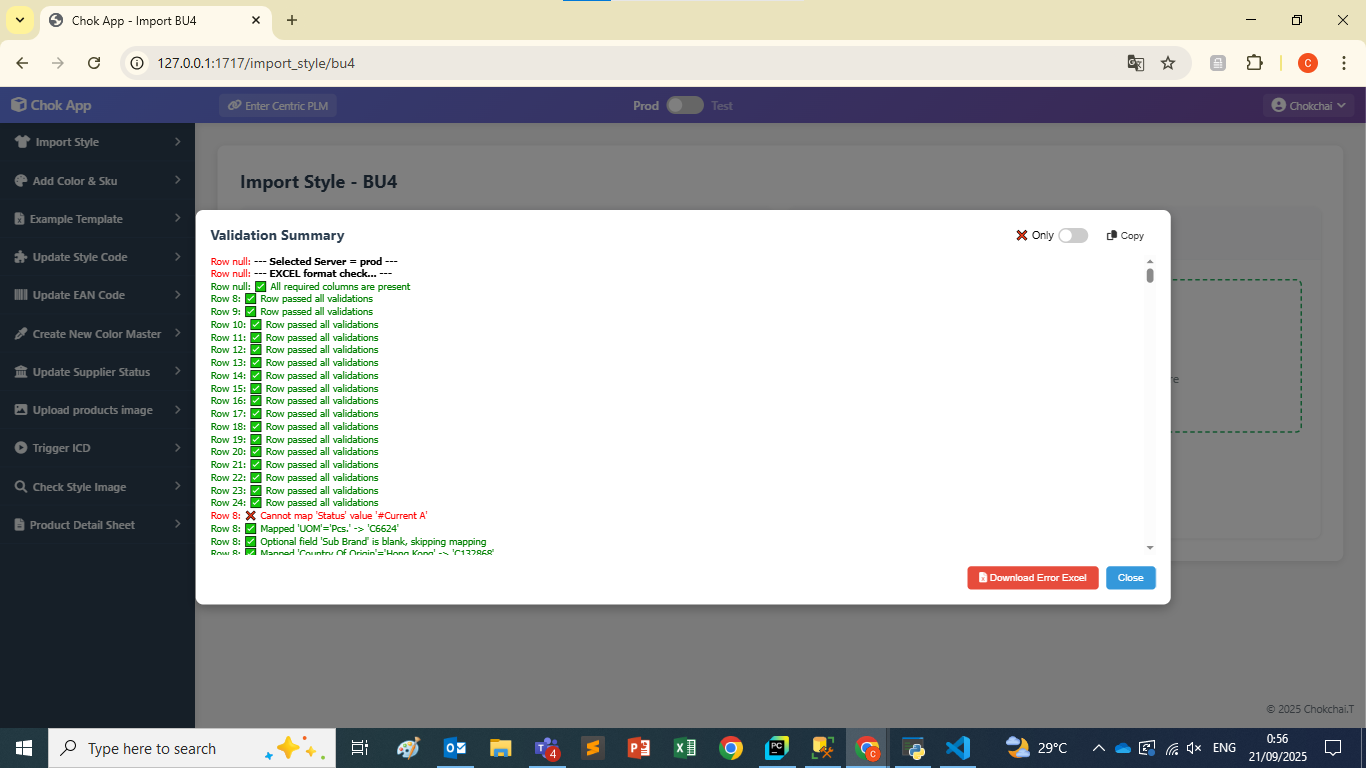 Chok App - Import BU4
127.0.0.1:1717/import_style/bu4
C
Chok App
Enter Centric PLM
Prod
Test
Chokchai
Import Style
Add Color & Sku
Example Template
Update Style Code
Update EAN Code
Create New Color Master
Update Supplier Status
Upload products image
Trigger ICD
Check Style Image
Product Detail Sheet
Import Style - BU4
Validation Summary
❌ Only
Copy
Row null: --- Selected Server = prod ---
Row null: --- EXCEL format check... ---
Row null: ✅ All required columns are present
Row 8: ✅ Row passed all validations
Row 9: ✅ Row passed all validations
Row 10: ✅ Row passed all validations
Row 11: ✅ Row passed all validations
Row 12: ✅ Row passed all validations
Row 13: ✅ Row passed all validations
Row 14: ✅ Row passed all validations
Row 15: ✅ Row passed all validations
Row 16: ✅ Row passed all validations
Row 17: ✅ Row passed all validations
Row 18: ✅ Row passed all validations
Row 19: ✅ Row passed all validations
Row 20: ✅ Row passed all validations
Row 21: ✅ Row passed all validations
Row 22: ✅ Row passed all validations
Row 23: ✅ Row passed all validations
Row 24: ✅ Row passed all validations
Row 8: ❌ Cannot map 'Status' value '#Current A'
Row 8: ✅ Mapped 'UOM'='Pcs.' -> 'C6624'
Row 8: ✅ Optional field 'Sub Brand' is blank, skipping mapping
Row 8: ✅ Mapped 'Country Of Origin'='Hong Kong' -> 'C132868'
Download Error Excel
Close
© 2025 Chokchai.T
Type here to search
4
C
29°C
ENG
0:56
21/09/2025